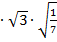 · √3 · √(1/7)